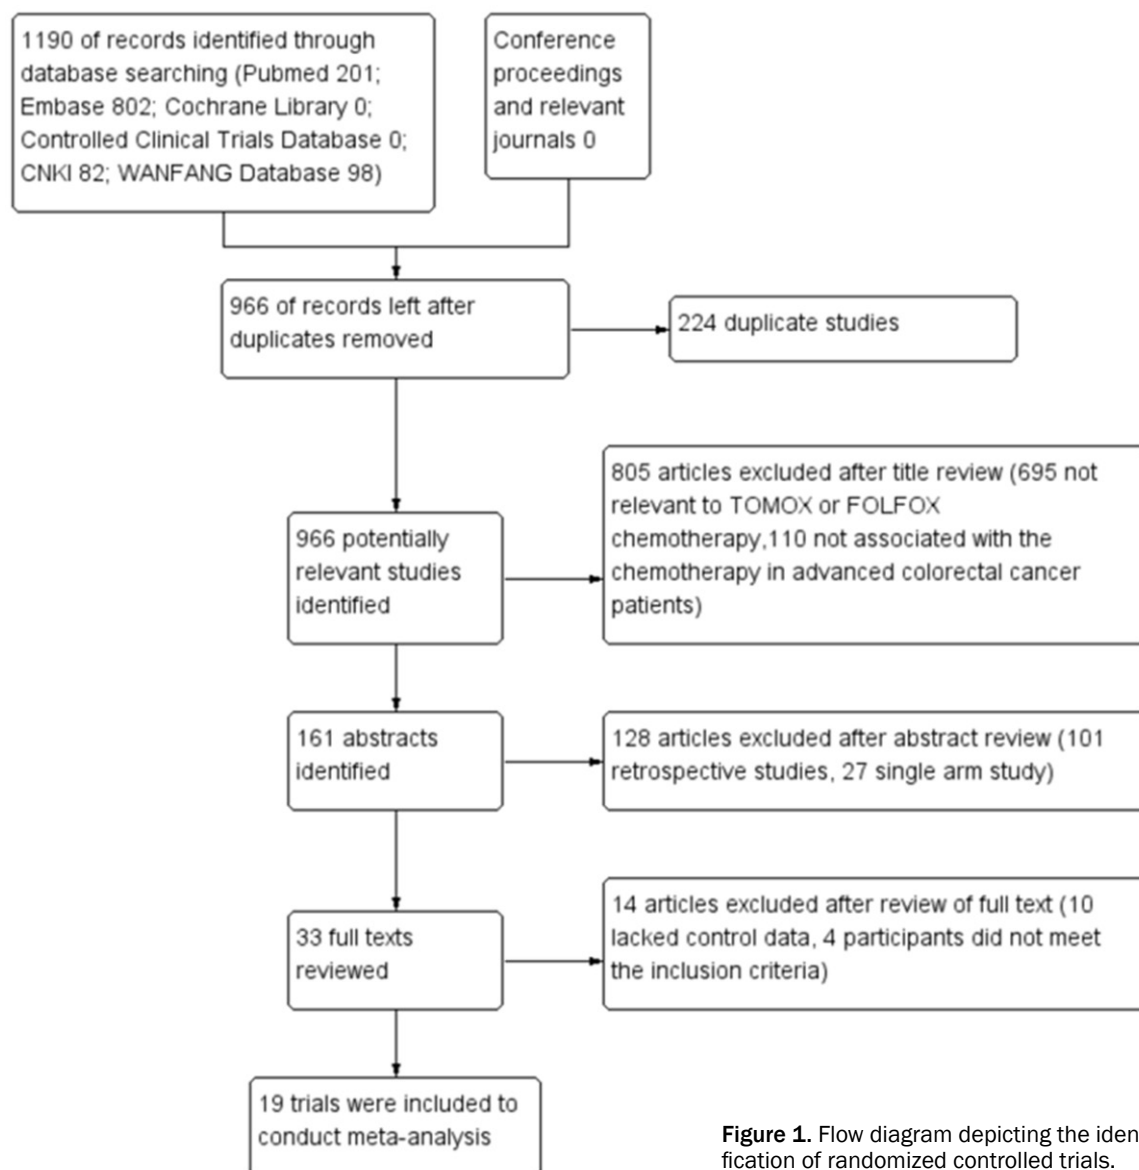 1190 of records identified through
database searching (Pubmed 201;
Embase 802; Cochrane Library 0;
Controlled Clinical Trials Database 0;
CNKI 82; WANFANG Database 98)
Conference
proceedings
and relevant
journals 0
966 of records left after
duplicates removed
224 duplicate studies
966 potentially
relevant studies
identified
805 articles excluded after title review (695 not
relevant to TOMOX or FOLFOX
chemotherapy,110 not associated with the
chemotherapy in advanced colorectal cancer
patients)
161 abstracts
identified
128 articles excluded after abstract review (101
retrospective studies, 27 single arm study)
33 full texts
reviewed
14 articles excluded after review of full text (10
lacked control data, 4 participants did not meet
the inclusion criteria)
19 trials were included to
conduct meta-analysis
Figure 1. Flow diagram depicting the iden
fication of randomized controlled trials.